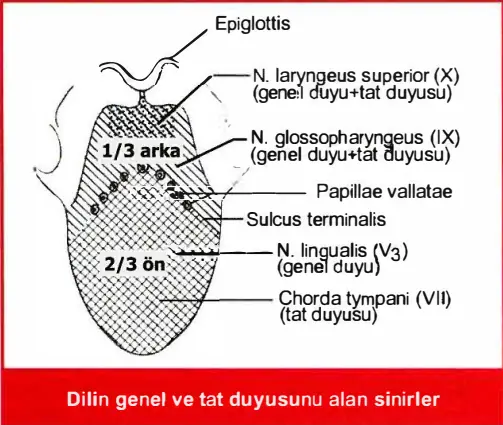 Epiglottis
N. laryngeus superior (X)
(genel duyu+tat duyusu)
N. glossopharyngeus (IX)
(genel duyu+tat duyusu)
1/3 arka
Papillae vallatae
Sulcus terminalis
N. lingualis (V3)
(genel duyu)
2/3 ön
Chorda tympani (VII)
(tat duyusu)
Dilin genel ve tat duyusunu alan sinirler